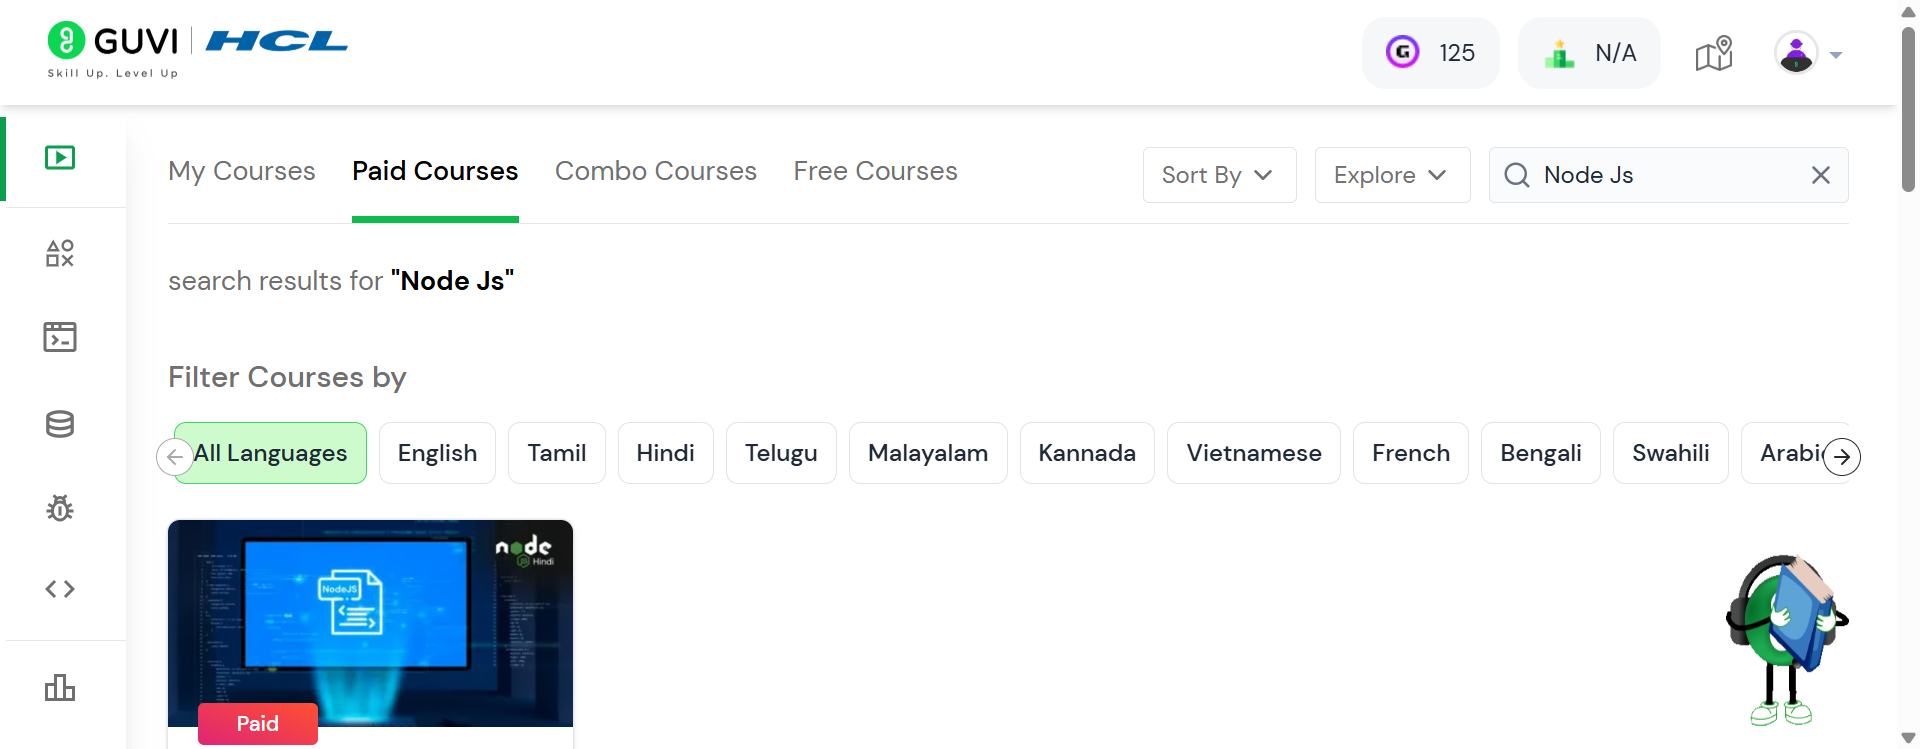 GUVI HCL
Skill Up. Level Up
G 125
N/A
My Courses
Paid Courses
Combo Courses
Free Courses
Sort By
Explore
Node Js
search results for "Node Js"
Filter Courses by
All Languages
English
Tamil
Hindi
Telugu
Malayalam
Kannada
Vietnamese
French
Bengali
Swahili
Arabi
node
JS Hindi
NodeJS
Paid